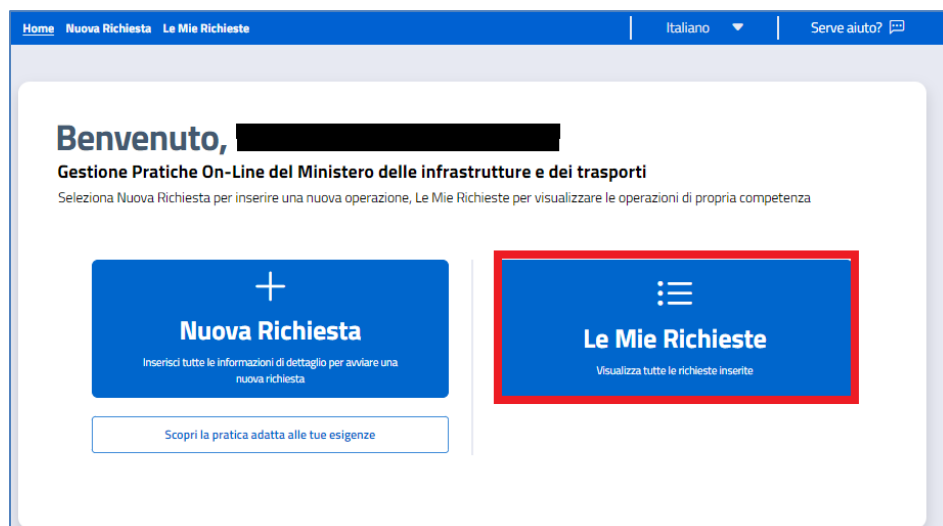 Home Nuova Richiesta Le Mie Richieste Italiano Serve aiuto?
Benvenuto,
Gestione Pratiche On-Line del Ministero delle infrastrutture e dei trasporti
Seleziona Nuova Richiesta per inserire una nuova operazione, Le Mie Richieste per visualizzare le operazioni di propria competenza
Nuova Richiesta
Inserisci tutte le informazioni di dettaglio per avviare una
nuova richiesta
Scopri la pratica adatta alle tue esigenze
Le Mie Richieste
Visualizza tutte le richieste inserite